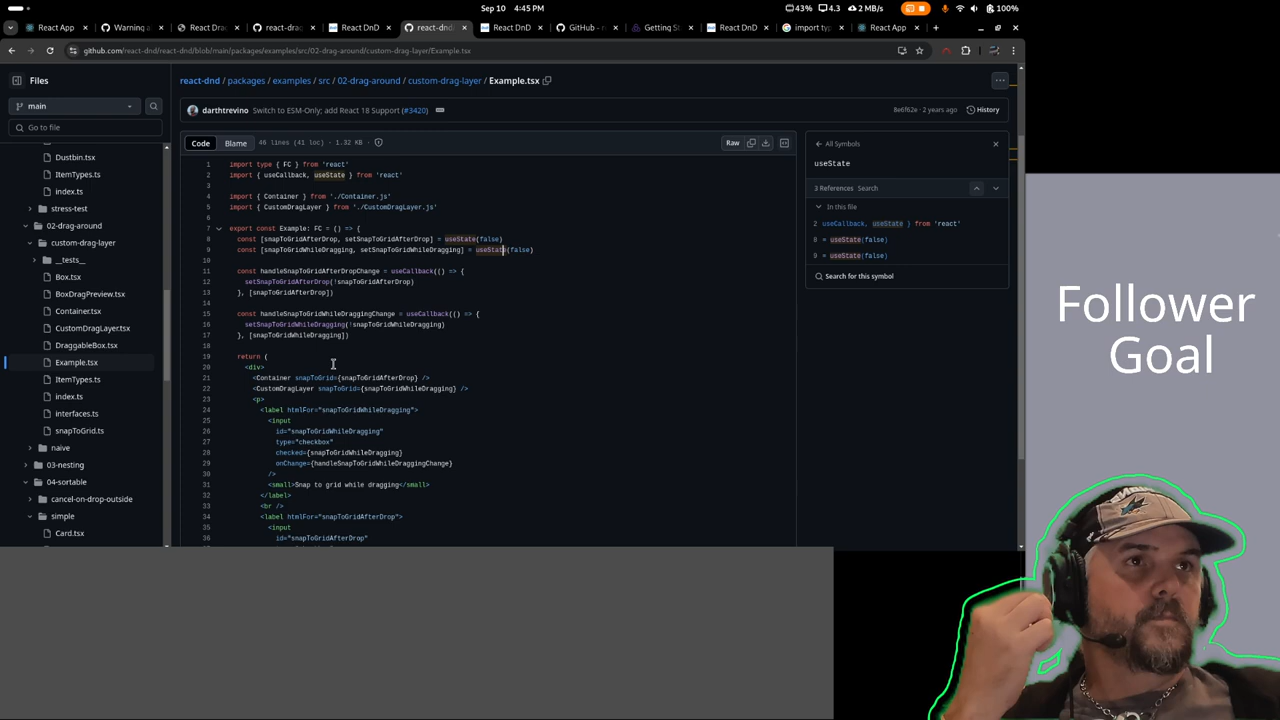 Sep 10 4:45 PM
43% 4.3 2 MB/s 100%
React App Warning a React Drag react-drag React DnD react-dnd React DnD GitHub - r Getting St React DnD import typ React App
github.com/react-dnd/react-dnd/blob/main/packages/examples/src/02-drag-around/custom-drag-layer/Example.tsx
Files
main
Go to file
Dustbin.tsx
ItemTypes.ts
index.ts
stress-test
02-drag-around
custom-drag-layer
__tests__
Box.tsx
BoxDragPreview.tsx
Container.tsx
CustomDragLayer.tsx
DraggableBox.tsx
Example.tsx
ItemTypes.ts
index.ts
interfaces.ts
snapToGrid.ts
naive
03-nesting
04-sortable
cancel-on-drop-outside
simple
Card.tsx
react-dnd / packages / examples / src / 02-drag-around / custom-drag-layer / Example.tsx
darthtrevino Switch to ESM-Only; add React 18 Support (#3420)
8e6f62e · 2 years ago History
Code Blame 46 lines (41 loc) · 1.32 KB
Raw
1 import type { FC } from 'react'
2 import { useCallback, useState } from 'react'
3
4 import { Container } from './Container.js'
5 import { CustomDragLayer } from './CustomDragLayer.js'
6
7 export const Example: FC = () => {
8 const [snapToGridAfterDrop, setSnapToGridAfterDrop] = useState(false)
9 const [snapToGridWhileDragging, setSnapToGridWhileDragging] = useState(false)
10
11 const handleSnapToGridAfterDropChange = useCallback(() => {
12 setSnapToGridAfterDrop(!snapToGridAfterDrop)
13 }, [snapToGridAfterDrop])
14
15 const handleSnapToGridWhileDraggingChange = useCallback(() => {
16 setSnapToGridWhileDragging(!snapToGridWhileDragging)
17 }, [snapToGridWhileDragging])
18
19 return (
20 <div>
21 <Container snapToGrid={snapToGridAfterDrop} />
22 <CustomDragLayer snapToGrid={snapToGridWhileDragging} />
23 <p>
24 <label htmlFor="snapToGridWhileDragging">
25 <input
26 id="snapToGridWhileDragging"
27 type="checkbox"
28 checked={snapToGridWhileDragging}
29 onChange={handleSnapToGridWhileDraggingChange}
30 />
31 <small>Snap to grid while dragging</small>
32 </label>
33 <br />
34 <label htmlFor="snapToGridAfterDrop">
35 <input
36 id="snapToGridAfterDrop"
All Symbols
useState
3 References Search
In this file
2 useCallback, useState } from 'react'
8 = useState(false)
9 = useState(false)
Search for this symbol
Follower
Goal